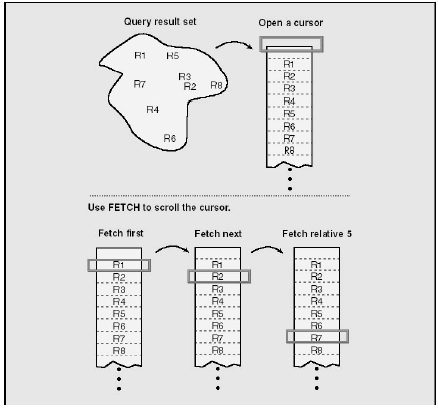 Query result set
Open a cursor
R1 R5
R7 R3
R2 R8
R4
R6
R1
R2
R3
R4
R5
R6
R7
R8
Use FETCH to scroll the cursor.
Fetch first
Fetch next
Fetch relative 5
R1
R2
R3
R4
R5
R6
R7
R8
R1
R2
R3
R4
R5
R6
R7
R8
R1
R2
R3
R4
R5
R6
R7
R8